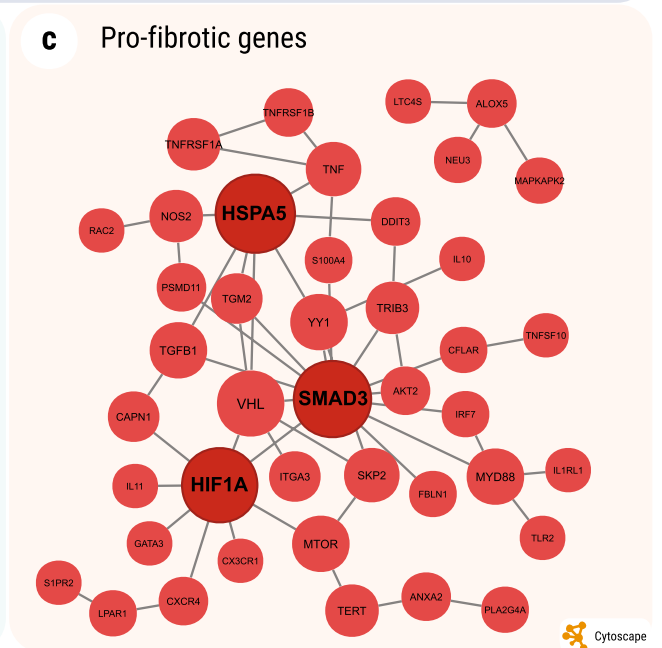 c Pro-fibrotic genes
TNFRSF1B
LTC4S
ALOX5
TNFRSF1A
TNF
NEU3
MAPKAPK2
HSPA5
NOS2
DDIT3
RAC2
S100A4
IL10
PSMD11
TGM2
TRIB3
YY1
TNFSF10
TGFB1
CFLAR
AKT2
SMAD3
VHL
CAPN1
IRF7
IL1RL1
ITGA3
SKP2
MYD88
HIF1A
IL11
FBLN1
TLR2
GATA3
MTOR
CX3CR1
S1PR2
CXCR4
LPAR1
TERT
ANXA2
PLA2G4A
Cytoscape